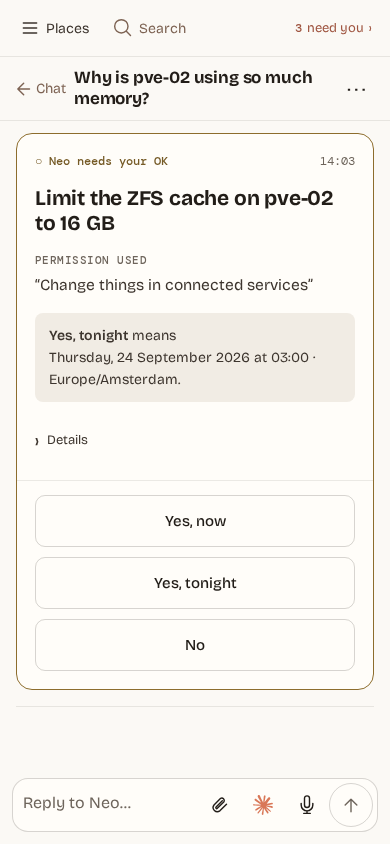 Places
Search
3 need you ›
Chat
Why is pve-02 using so much
memory?
Neo needs your OK
14:03
Limit the ZFS cache on pve-02
to 16 GB
PERMISSION USED
“Change things in connected services”
Yes, tonight means
Thursday, 24 September 2026 at 03:00 ·
Europe/Amsterdam.
› Details
Yes, now
Yes, tonight
No
Reply to Neo...